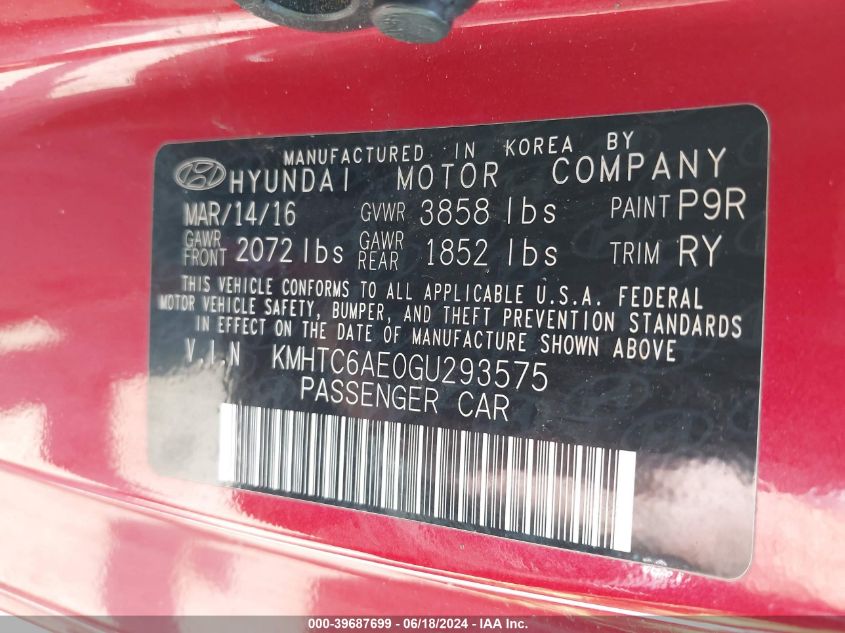 MANUFACTURED IN KOREA BY
HYUNDAI MOTOR COMPANY
MAR/14/16 GVWR 3858 lbs PAINT P9R
GAWR FRONT 2072 lbs GAWR REAR 1852 lbs TRIM RY
THIS VEHICLE CONFORMS TO ALL APPLICABLE U.S.A. FEDERAL
MOTOR VEHICLE SAFETY, BUMPER, AND THEFT PREVENTION STANDARDS
IN EFFECT ON THE DATE OF MANUFACTURE SHOWN ABOVE
V.I.N KMHTC6AE0GU293575
PASSENGER CAR
000-39687699 - 06/18/2024 - IAA Inc.